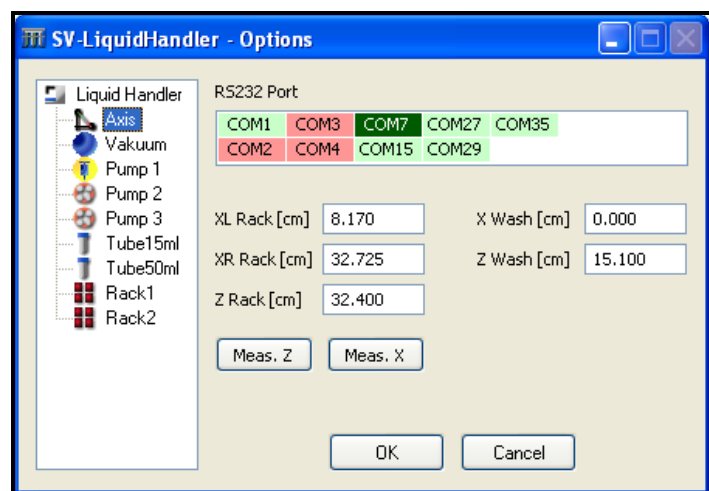 SV-LiquidHandler - Options
Liquid Handler
Axis
Vakuum
Pump 1
Pump 2
Pump 3
Tube15ml
Tube50ml
Rack1
Rack2
RS232 Port
COM1 COM3 COM7 COM27 COM35
COM2 COM4 COM15 COM29
XL Rack [cm] 8.170 X Wash [cm] 0.000
XR Rack [cm] 32.725 Z Wash [cm] 15.100
Z Rack [cm] 32.400
Meas. Z Meas. X
OK Cancel